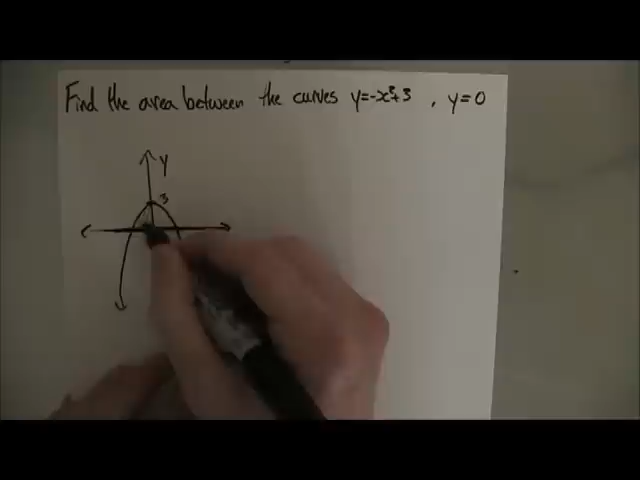 Find the area between the curves y=-x²+3 , y=0
y
3